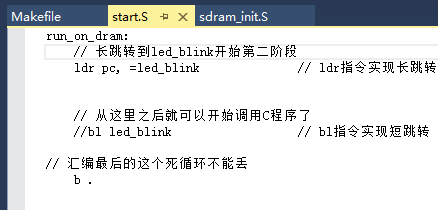 Makefile start.S sdram_init.S
run_on_dram:
// 长跳转到led_blink开始第二阶段
ldr pc, =led_blink // ldr指令实现长跳转
// 从这里之后就可以开始调用C程序了
//bl led_blink // bl指令实现短跳转
// 汇编最后的这个死循环不能丢
b .